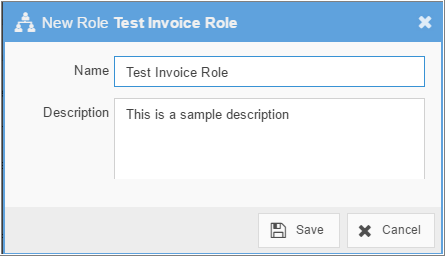 New Role Test Invoice Role
Name Test Invoice Role
Description This is a sample description
Save Cancel